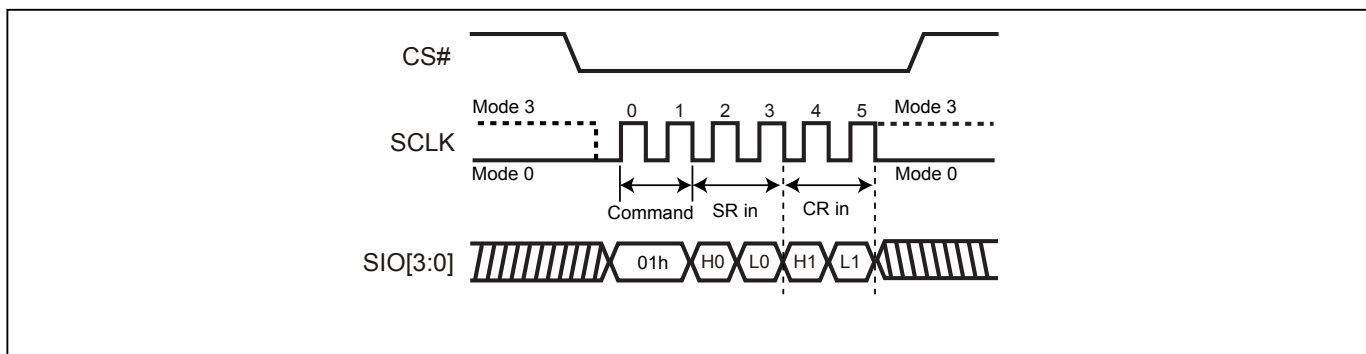 CS#
Mode 3
0 1 2 3 4 5
Mode 3
SCLK
Mode 0
Mode 0
Command
SR in
CR in
SIO[3:0]
01h
H0
L0
H1
L1